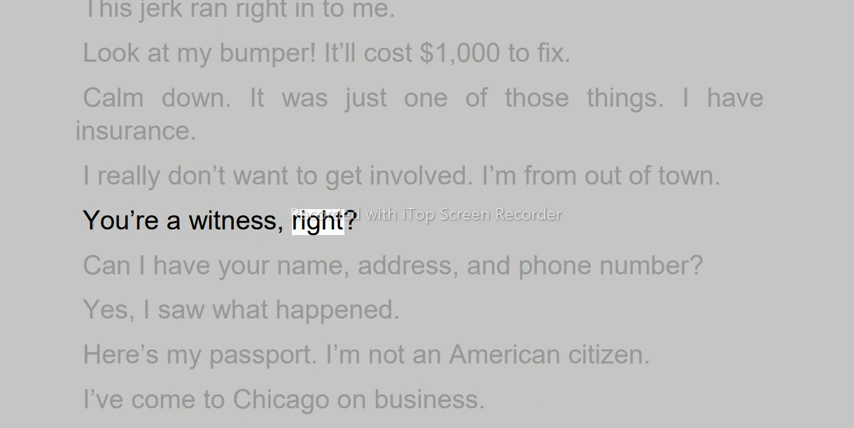 This jerk ran right in to me.
Look at my bumper! It’ll cost $1,000 to fix.
Calm down. It was just one of those things. I have
insurance.
I really don’t want to get involved. I’m from out of town.
Recorded with iTop Screen Recorder
You’re a witness, right?
Can I have your name, address, and phone number?
Yes, I saw what happened.
Here’s my passport. I’m not an American citizen.
I’ve come to Chicago on business.